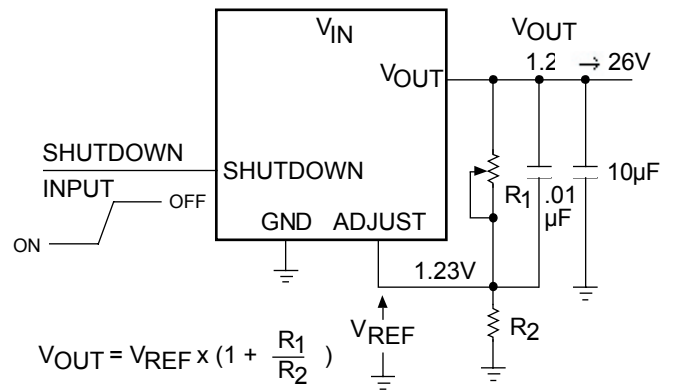 VIN
VOUT
VOUT
1.2 → 26V
SHUTDOWN
INPUT
SHUTDOWN
OFF
ON
GND
ADJUST
R1
.01
µF
10µF
1.23V
VREF
R2
VOUT = VREF x (1 + R1
R2 )